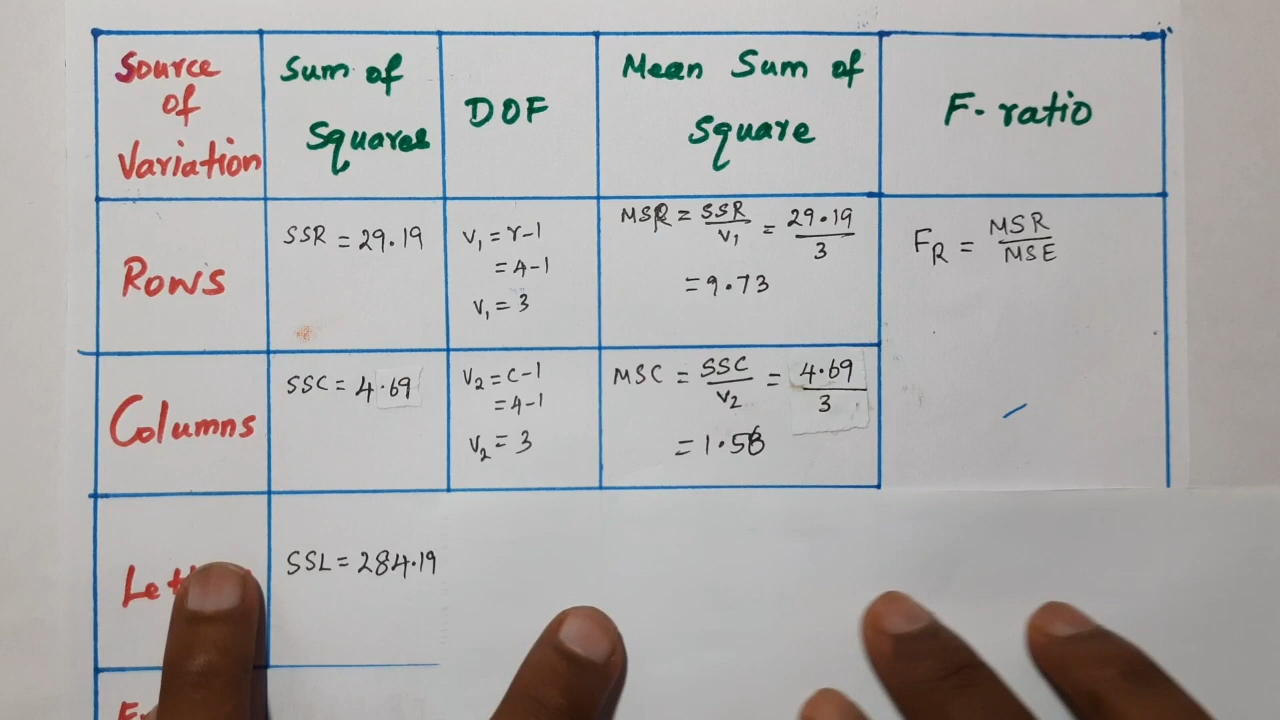 Source of Variation
Sum of Squares
DOF
Mean Sum of Square
F-ratio
Rows
SSR = 29.19
V₁ = r-1
= 4-1
V₁ = 3
MSR = SSR/V₁ = 29.19/3
= 9.73
F_R = MSR/MSE
Columns
SSC = 4.69
V₂ = C-1
= 4-1
V₂ = 3
MSC = SSC/V₂ = 4.69/3
= 1.56
SSL = 284.19